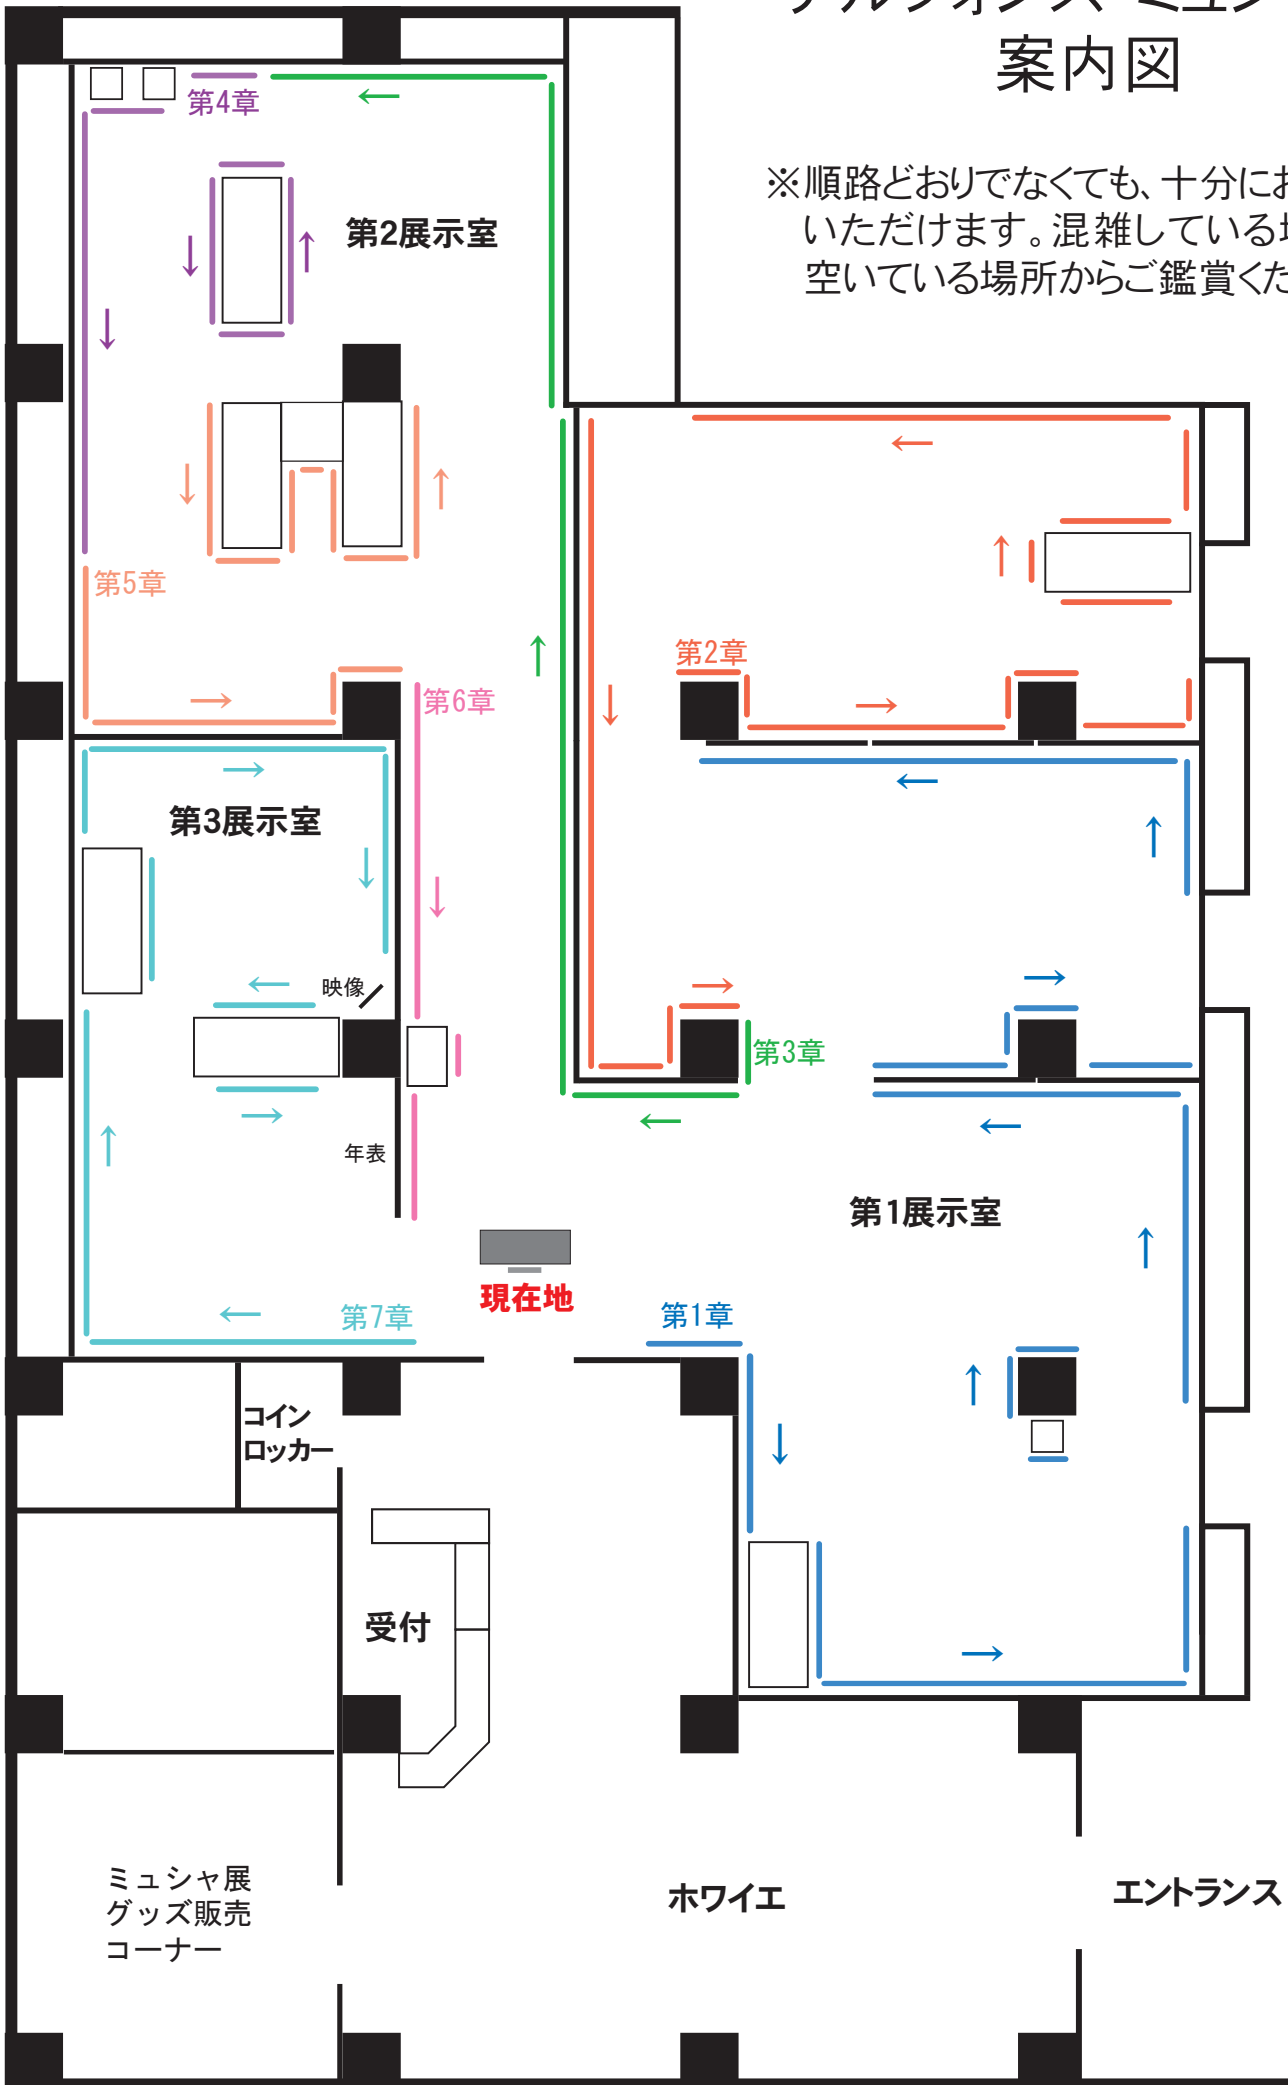 案内図
※順路どおりでなくても、十分にお
いただけます。混雑している場
空いている場所からご鑑賞くだ
第4章
第2展示室
第5章
第2章
第6章
第3展示室
映像
第3章
年表
第1展示室
現在地
第7章
第1章
コイン
ロッカー
受付
ミュシャ展
グッズ販売
コーナー
ホワイエ
エントランス